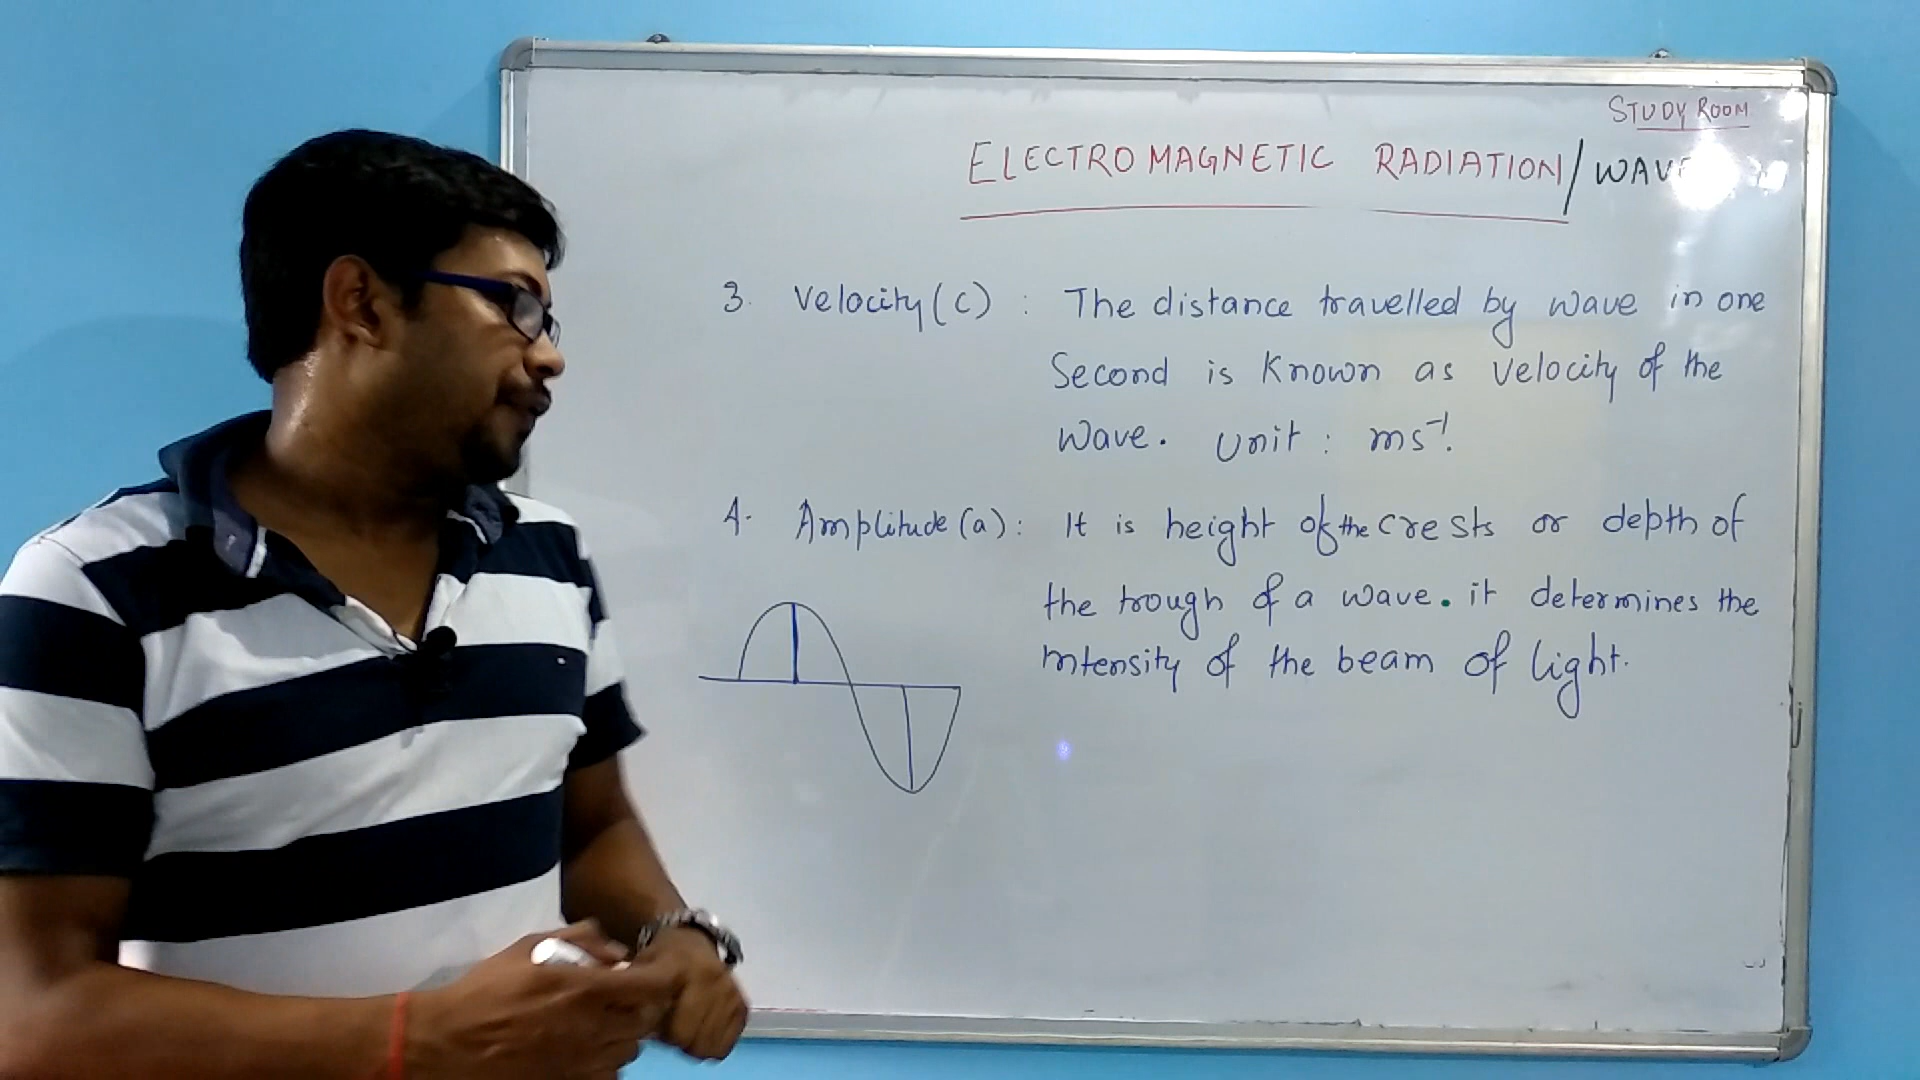 STUDY ROOM
ELECTROMAGNETIC RADIATION/
3. Velocity (c) : The distance travelled by wave in one
Second is Known as velocity of the
Wave. Unit : ms⁻¹.
4. Amplitude (a) : It is height of the crests or depth of
the trough of a wave. it determines the
intensity of the beam of light.